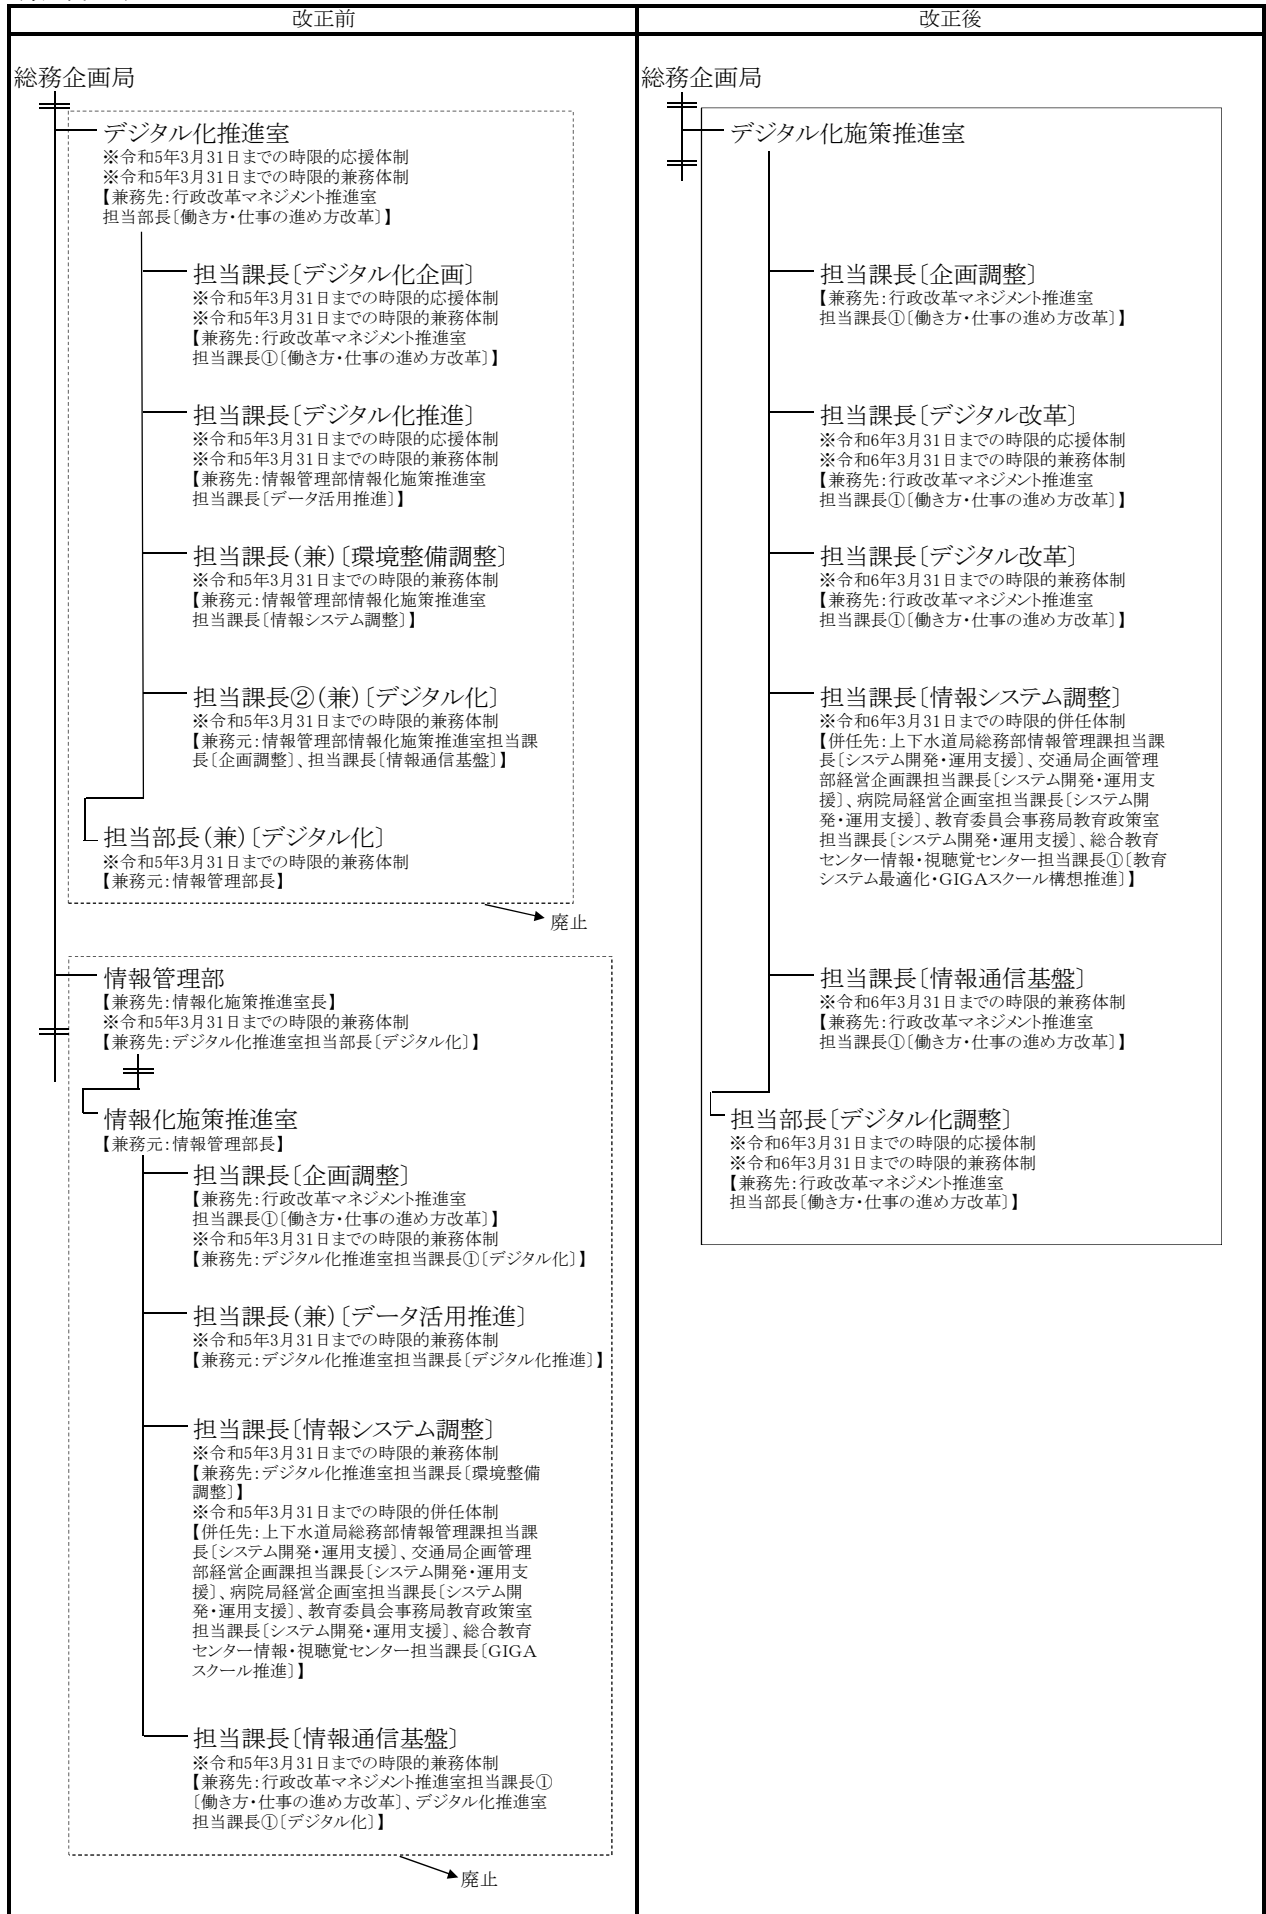 改正前
総務企画局
デジタル化推進室
※令和5年3月31日までの時限的応援体制
※令和5年3月31日までの時限的兼務体制
【兼務先：行政改革マネジメント推進室
担当部長〔働き方・仕事の進め方改革〕】
担当課長〔デジタル化企画〕
※令和5年3月31日までの時限的応援体制
※令和5年3月31日までの時限的兼務体制
【兼務先：行政改革マネジメント推進室
担当課長①〔働き方・仕事の進め方改革〕】
担当課長〔デジタル化推進〕
※令和5年3月31日までの時限的応援体制
※令和5年3月31日までの時限的兼務体制
【兼務先：情報管理部情報化施策推進室
担当課長〔データ活用推進〕】
担当課長（兼）〔環境整備調整〕
※令和5年3月31日までの時限的兼務体制
【兼務元：情報管理部情報化施策推進室
担当課長〔情報システム調整〕】
担当課長②（兼）〔デジタル化〕
※令和5年3月31日までの時限的兼務体制
【兼務元：情報管理部情報化施策推進室担当課
長〔企画調整〕、担当課長〔情報通信基盤〕】
担当部長（兼）〔デジタル化〕
※令和5年3月31日までの時限的兼務体制
【兼務元：情報管理部長】
廃止
情報管理部
【兼務先：情報化施策推進室長】
※令和5年3月31日までの時限的兼務体制
【兼務先：デジタル化推進室担当部長〔デジタル化〕】
情報化施策推進室
【兼務元：情報管理部長】
担当課長〔企画調整〕
【兼務先：行政改革マネジメント推進室
担当課長①〔働き方・仕事の進め方改革〕】
※令和5年3月31日までの時限的兼務体制
【兼務先：デジタル化推進室担当課長①〔デジタル化〕】
担当課長（兼）〔データ活用推進〕
※令和5年3月31日までの時限的兼務体制
【兼務元：デジタル化推進室担当課長〔デジタル化推進〕】
担当課長〔情報システム調整〕
※令和5年3月31日までの時限的兼務体制
【兼務先：デジタル化推進室担当課長〔環境整備
調整〕】
※令和5年3月31日までの時限的併任体制
【併任先：上下水道局総務部情報管理課担当課
長〔システム開発・運用支援〕、交通局企画管理
部経営企画課担当課長〔システム開発・運用支
援〕、病院局経営企画室担当課長〔システム開
発・運用支援〕、教育委員会事務局教育政策室
担当課長〔システム開発・運用支援〕、総合教育
センター情報・視聴覚センター担当課長〔GIGA
スクール推進〕】
担当課長〔情報通信基盤〕
※令和5年3月31日までの時限的兼務体制
【兼務先：行政改革マネジメント推進室担当課長①
〔働き方・仕事の進め方改革〕、デジタル化推進室
担当課長①〔デジタル化〕】
廃止
改正後
総務企画局
デジタル化施策推進室
担当課長〔企画調整〕
【兼務先：行政改革マネジメント推進室
担当課長①〔働き方・仕事の進め方改革〕】
担当課長〔デジタル改革〕
※令和6年3月31日までの時限的応援体制
※令和6年3月31日までの時限的兼務体制
【兼務先：行政改革マネジメント推進室
担当課長①〔働き方・仕事の進め方改革〕】
担当課長〔デジタル改革〕
※令和6年3月31日までの時限的兼務体制
【兼務先：行政改革マネジメント推進室
担当課長①〔働き方・仕事の進め方改革〕】
担当課長〔情報システム調整〕
※令和6年3月31日までの時限的併任体制
【併任先：上下水道局総務部情報管理課担当課
長〔システム開発・運用支援〕、交通局企画管理
部経営企画課担当課長〔システム開発・運用支
援〕、病院局経営企画室担当課長〔システム開
発・運用支援〕、教育委員会事務局教育政策室
担当課長〔システム開発・運用支援〕、総合教育
センター情報・視聴覚センター担当課長①〔教育
システム最適化・GIGAスクール構想推進〕】
担当課長〔情報通信基盤〕
※令和6年3月31日までの時限的兼務体制
【兼務先：行政改革マネジメント推進室
担当課長①〔働き方・仕事の進め方改革〕】
担当部長〔デジタル化調整〕
※令和6年3月31日までの時限的応援体制
※令和6年3月31日までの時限的兼務体制
【兼務先：行政改革マネジメント推進室
担当部長〔働き方・仕事の進め方改革〕】